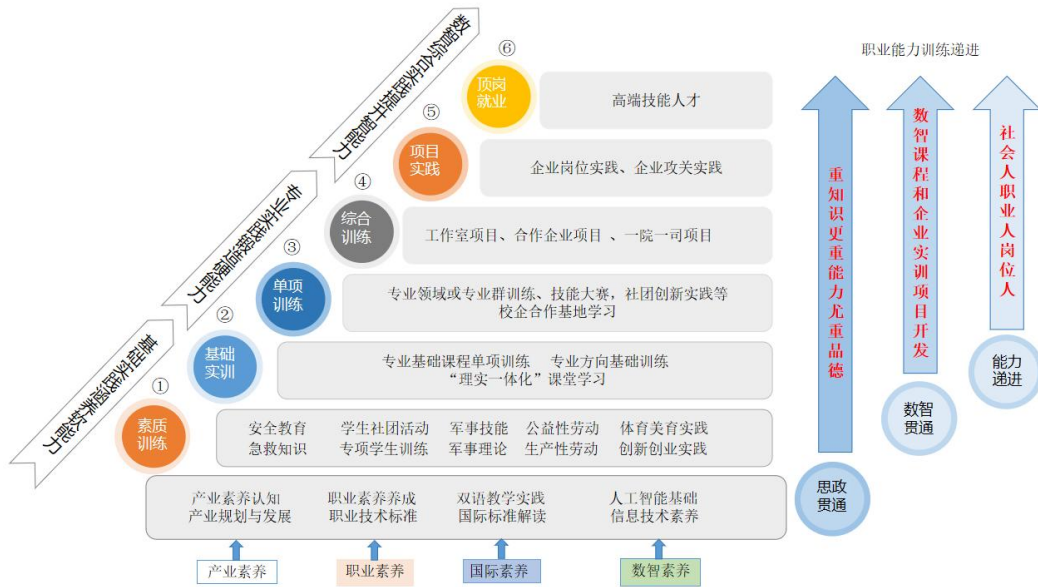 职业能力训练递进
数智综合实践提升智能力
专业实践锻造硬能力
基础实践涵养软能力
⑥
顶岗
就业
高端技能人才
⑤
项目
实践
企业岗位实践、企业攻关实践
④
综合
训练
工作室项目、合作企业项目 、一院一司项目
③
单项
训练
专业领域或专业群训练、技能大赛，社团创新实践等
校企合作基地学习
②
基础
实训
专业基础课程单项训练 专业方向基础训练
“理实一体化”课堂学习
①
素质
训练
安全教育 学生社团活动 军事技能 公益性劳动 体育美育实践
急救知识 专项学生训练 军事理论 生产性劳动 创新创业实践
产业素养认知 职业素养养成 双语教学实践 人工智能基础
产业规划与发展 职业技术标准 国际标准解读 信息技术素养
产业素养 职业素养 国际素养 数智素养
重知识更重能力尤重品德
思政
贯通
数智课程和企业实训项目开发
数智
贯通
社会人职业人岗位人
能力
递进